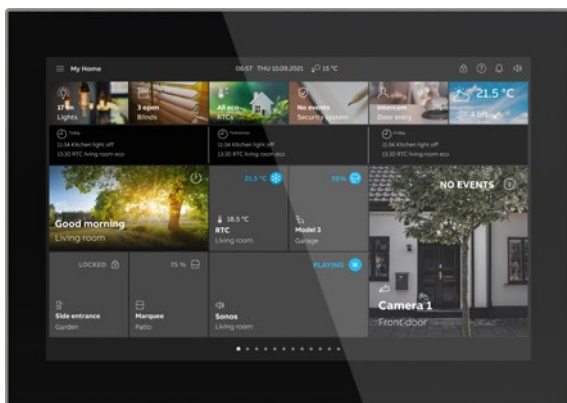 My Home
06:57 THU 10.09.2021 15 °C
17 on
Lights
3 open
Blinds
All eco
RTCs
No events
Security system
Intercom
Door entry
21.5 °C
4 bft
Today
11:34 Kitchen light off
13:30 RTC living room eco
Tomorrow
11:34 Kitchen light off
13:30 RTC living room eco
Friday
11:34 Kitchen light off
13:30 RTC living room eco
Good morning
Living room
21.5 °C
18.5 °C
RTC
Living room
50%
Model 3
Garage
NO EVENTS
Camera 1
Front door
LOCKED
Side entrance
Garden
75 %
Marquee
Patio
PLAYING
Sonos
Living room